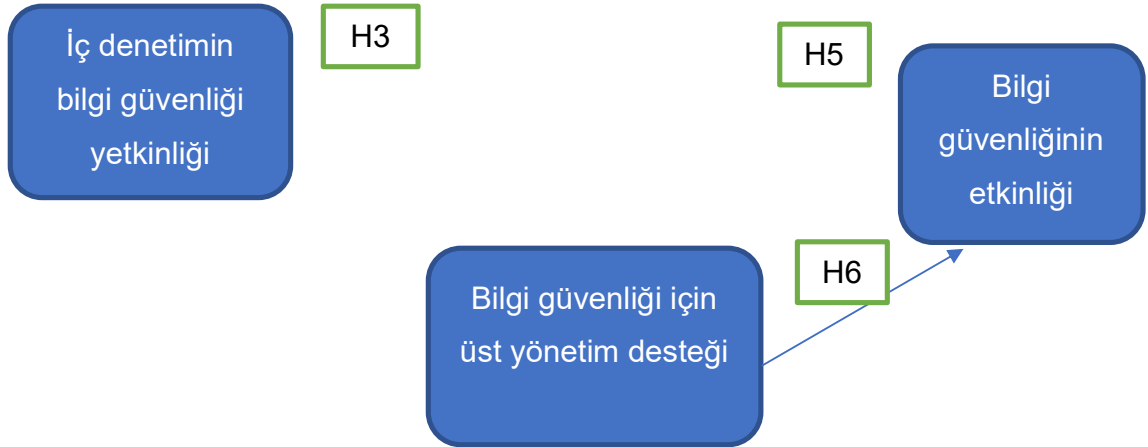 İç denetimin
bilgi güvenliği
yetkinliği
H3
H5
Bilgi
güvenliğinin
etkinliği
H6
Bilgi güvenliği için
üst yönetim desteği